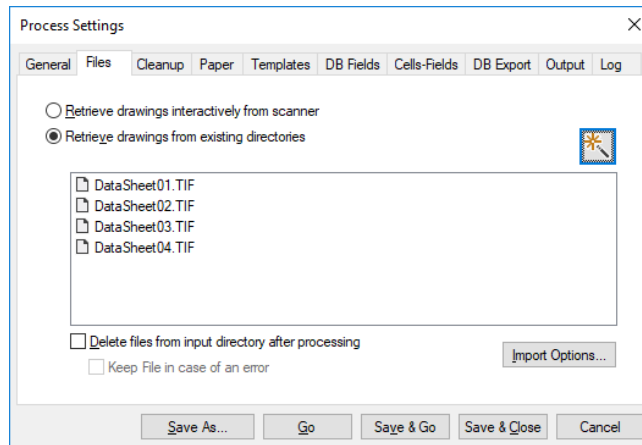 Process Settings
General Files Cleanup Paper Templates DB Fields Cells-Fields DB Export Output Log
Retrieve drawings interactively from scanner
Retrieve drawings from existing directories
DataSheet01.TIF
DataSheet02.TIF
DataSheet03.TIF
DataSheet04.TIF
Delete files from input directory after processing
Keep File in case of an error
Import Options...
Save As... Go Save & Go Save & Close Cancel